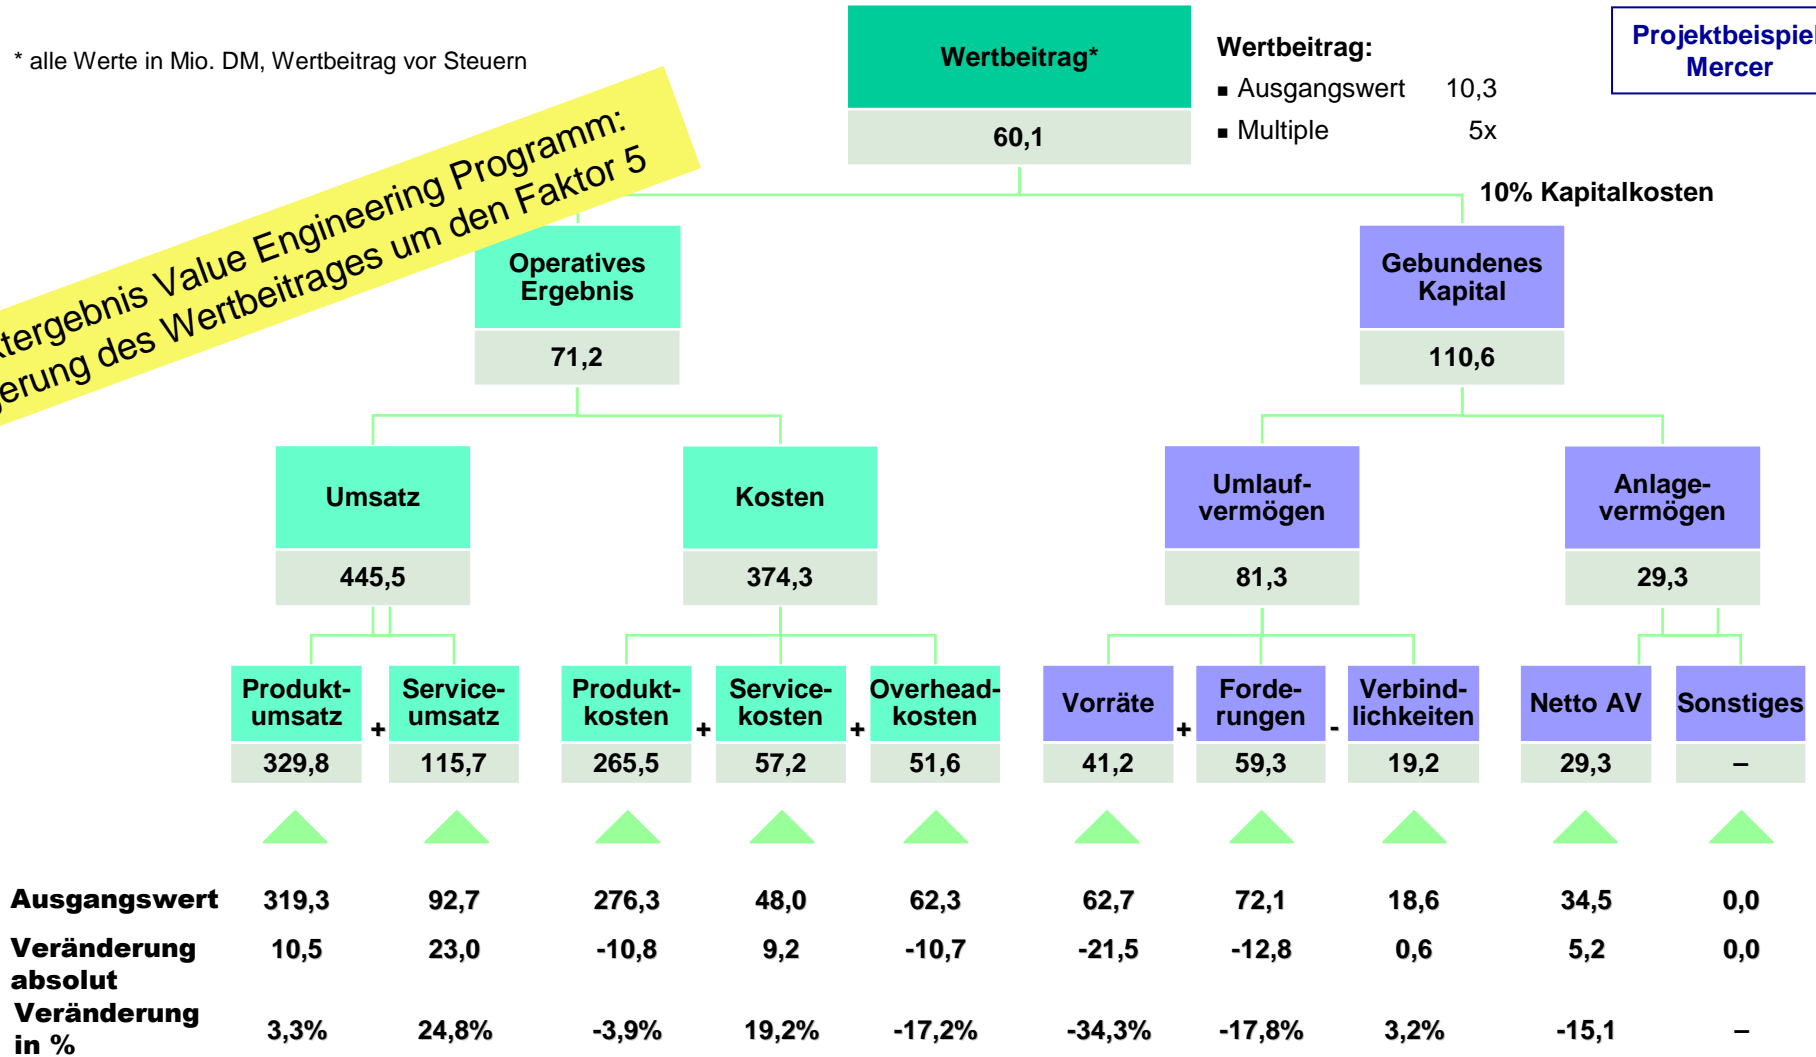 * alle Werte in Mio. DM, Wertbeitrag vor Steuern
Wertbeitrag*
60,1
Wertbeitrag:
■ Ausgangswert 10,3
■ Multiple 5x
Projektbeispiel
Mercer
Value Engineering Programm:
des Wertbeitrages um den Faktor 5
10% Kapitalkosten
Operatives
Ergebnis
71,2
Gebundenes
Kapital
110,6
Umsatz
445,5
Kosten
374,3
Umlauf-
vermögen
81,3
Anlage-
vermögen
29,3
Produkt-
umsatz
329,8
+
Service-
umsatz
115,7
Produkt-
kosten
265,5
+
Service-
kosten
57,2
+
Overhead-
kosten
51,6
Vorräte
41,2
+
Forde-
rungen
59,3
-
Verbind-
lichkeiten
19,2
Netto AV
29,3
Sonstiges
–
Ausgangswert 319,3 92,7 276,3 48,0 62,3 62,7 72,1 18,6 34,5 0,0
Veränderung
absolut 10,5 23,0 -10,8 9,2 -10,7 -21,5 -12,8 0,6 5,2 0,0
Veränderung
in % 3,3% 24,8% -3,9% 19,2% -17,2% -34,3% -17,8% 3,2% -15,1 –